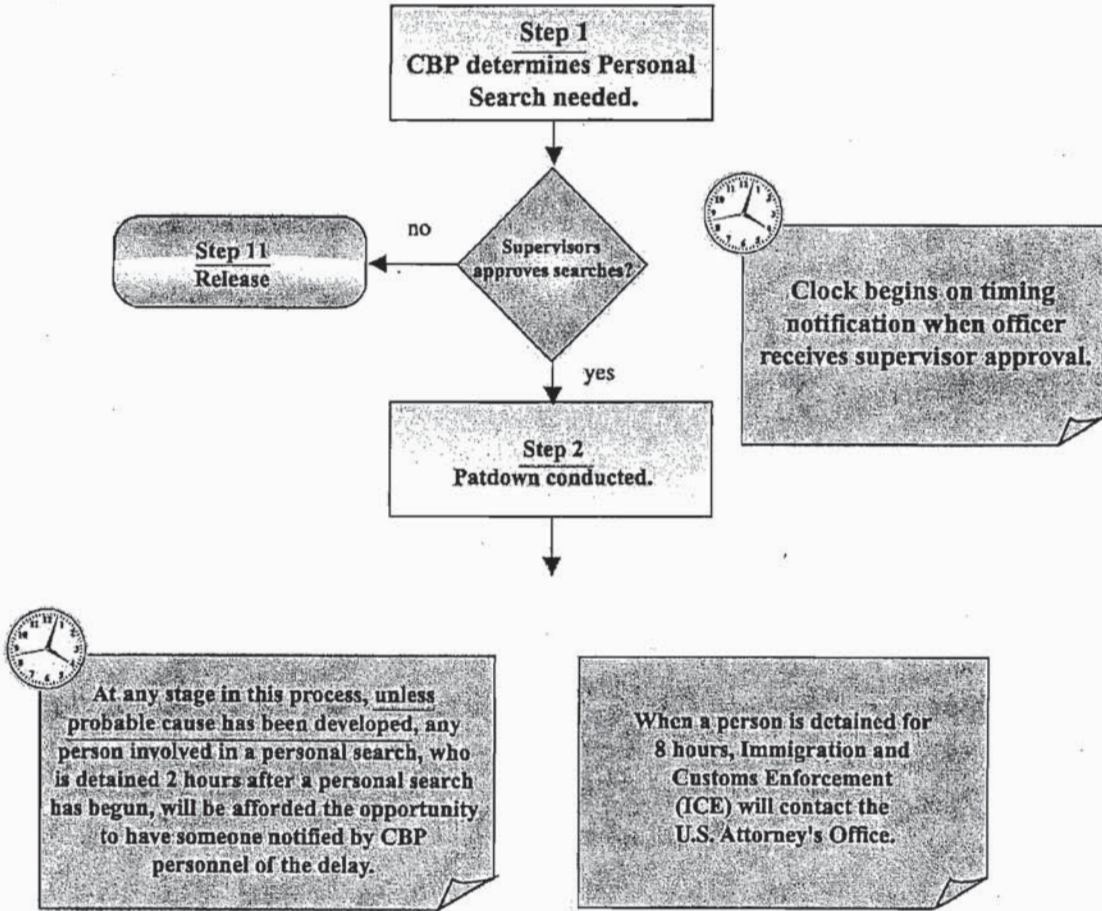 Step 1
CBP determines Personal
Search needed.
no
Step 11
Release
Supervisors
approves searches?
Clock begins on timing
notification when officer
receives supervisor approval.
yes
Step 2
Patdown conducted.
At any stage in this process, unless
probable cause has been developed, any
person involved in a personal search, who
is detained 2 hours after a personal search
has begun, will be afforded the opportunity
to have someone notified by CBP
personnel of the delay.
When a person is detained for
8 hours, Immigration and
Customs Enforcement
(ICE) will contact the
U.S. Attorney's Office.